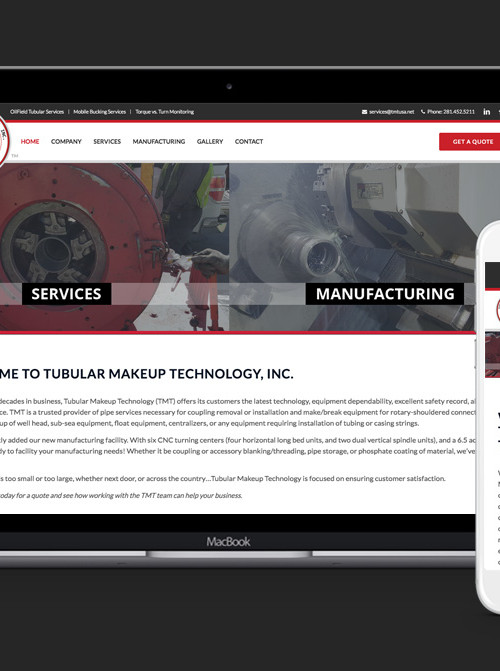 OilField Tubular Services | Mobile Bucking Services | Torque vs. Turn Monitoring
services@tmtusa.net Phone: 281.452.5211 in
INC.
TM
HOME COMPANY SERVICES MANUFACTURING GALLERY CONTACT
GET A QUOTE
SERVICES
MANUFACTURING
ME TO TUBULAR MAKEUP TECHNOLOGY, INC.
decades in business, Tubular Makeup Technology (TMT) offers its customers the latest technology, equipment dependability, excellent safety record, al
ce. TMT is a trusted provider of pipe services necessary for coupling removal or installation and make/break equipment for rotary-shouldered connect
up of well head, sub-sea equipment, float equipment, centralizers, or any equipment requiring installation of tubing or casing strings.
tly added our new manufacturing facility. With six CNC turning centers (four horizontal long bed units, and two dual vertical spindle units), and a 6.5 ac
dy to facility your manufacturing needs! Whether it be coupling or accessory blanking/threading, pipe storage, or phosphate coating of material, we've
is too small or too large, whether next door, or across the country...Tubular Makeup Technology is focused on ensuring customer satisfaction.
today for a quote and see how working with the TMT team can help your business.
MacBook